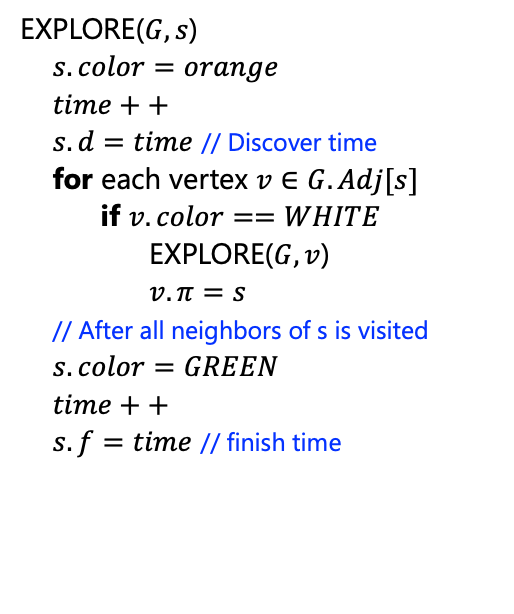 EXPLORE(G, s)
s.color = orange
time + +
s.d = time // Discover time
for each vertex v ∈ G.Adj[s]
if v.color == WHITE
EXPLORE(G, v)
v.π = s
// After all neighbors of s is visited
s.color = GREEN
time + +
s.f = time // finish time